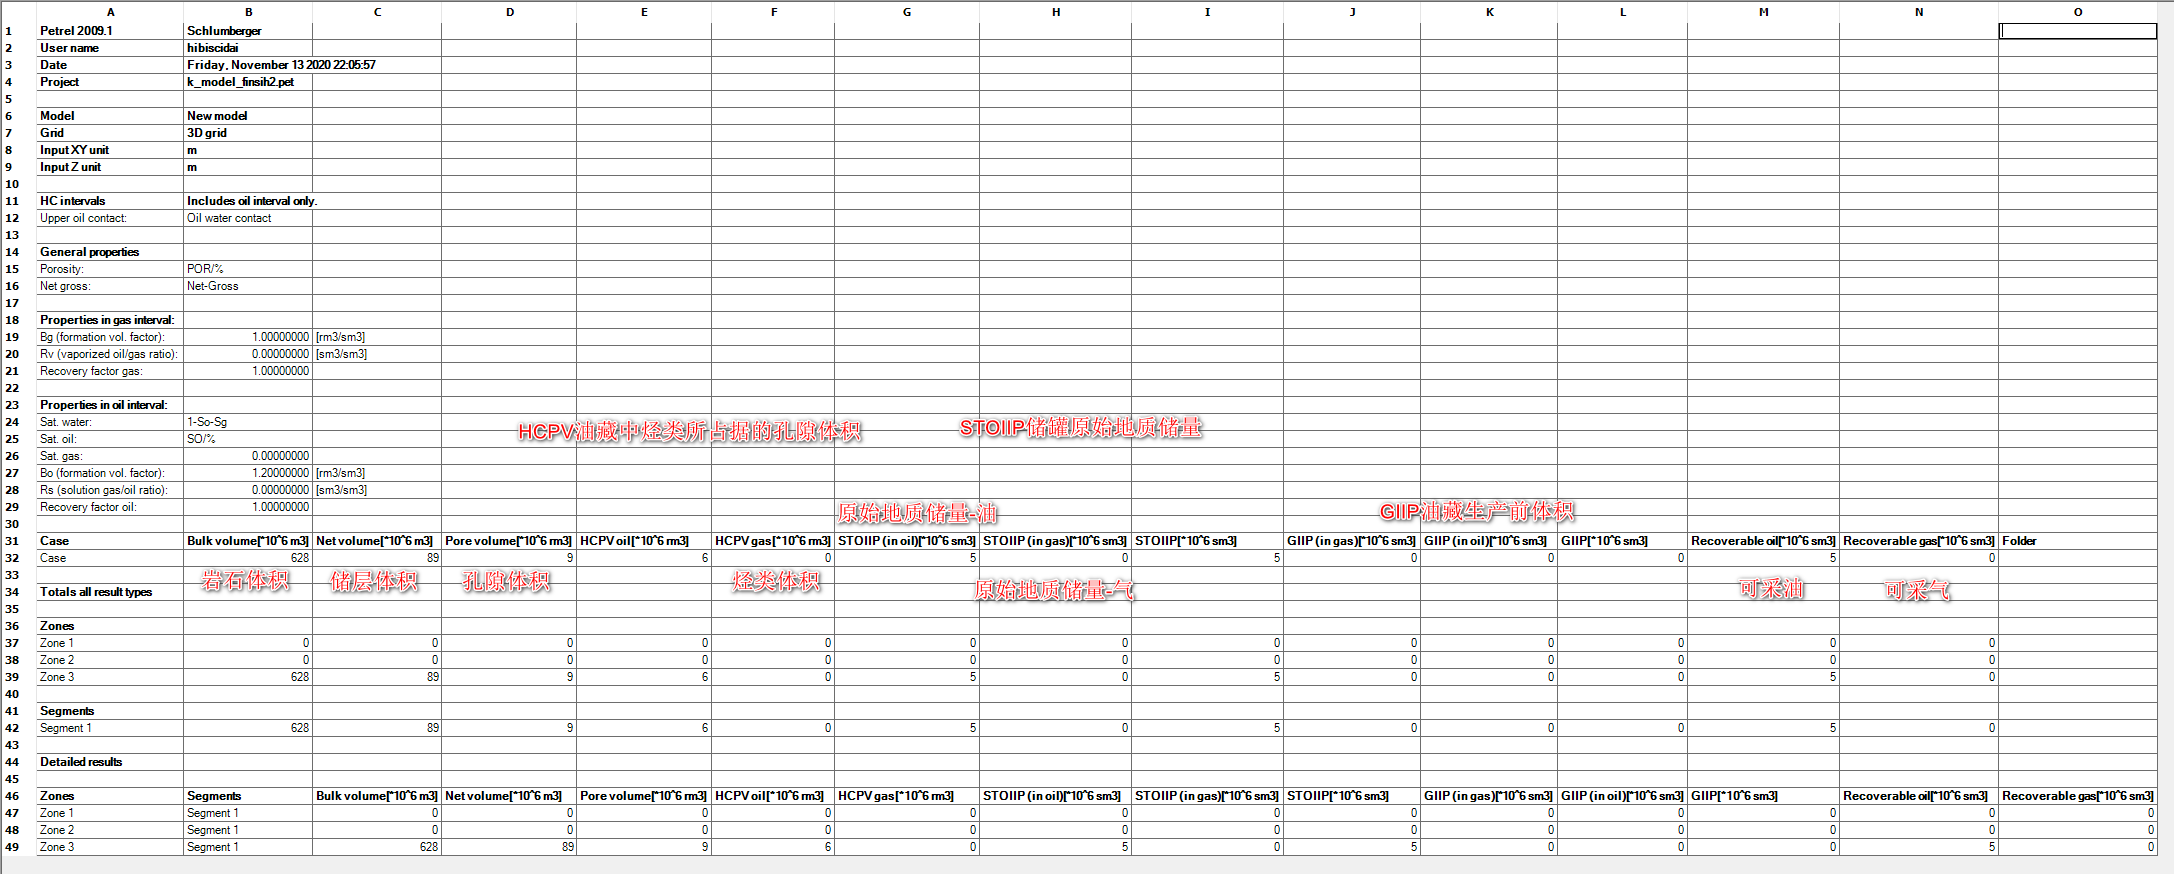 A B C D E F G H I J K L M N O
1 Petrel 2009.1 Schlumberger
2 User name hibiscidai
3 Date Friday, November 13 2020 22:05:57
4 Project k_model_finsih2.pet
5
6 Model New model
7 Grid 3D grid
8 Input XY unit m
9 Input Z unit m
10
11 HC intervals Includes oil interval only.
12 Upper oil contact: Oil water contact
13
14 General properties
15 Porosity: POR/%
16 Net gross: Net-Gross
17
18 Properties in gas interval:
19 Bg (formation vol. factor): 1.00000000 [rm3/sm3]
20 Rv (vaporized oil/gas ratio): 0.00000000 [sm3/sm3]
21 Recovery factor gas: 1.00000000
22
23 Properties in oil interval:
24 Sat. water: 1-So-Sg
HCPV油藏中烃类所占据的孔隙体积 STOIIP储罐原始地质储量
25 Sat. oil: SO/%
26 Sat. gas: 0.00000000
27 Bo (formation vol. factor): 1.20000000 [rm3/sm3]
28 Rs (solution gas/oil ratio): 0.00000000 [sm3/sm3]
29 Recovery factor oil: 1.00000000
原始地质储量-油 GIIP油藏生产前体积
30
31 Case Bulk volume[*10^6 m3] Net volume[*10^6 m3] Pore volume[*10^6 rm3] HCPV oil[*10^6 rm3] HCPV gas[*10^6 rm3] STOIIP (in oil)[*10^6 sm3] STOIIP (in gas)[*10^6 sm3] STOIIP[*10^6 sm3] GIIP (in gas)[*10^6 sm3] GIIP (in oil)[*10^6 sm3] GIIP[*10^6 sm3] Recoverable oil[*10^6 sm3] Recoverable gas[*10^6 sm3] Folder
32 Case 628 89 9 6 0 5 0 5 0 0 0 5 0
33
岩石体积 储层体积 孔隙体积 烃类体积 原始地质储量-气 可采油 可采气
34 Totals all result types
35
36 Zones
37 Zone 1 0 0 0 0 0 0 0 0 0 0 0 0 0
38 Zone 2 0 0 0 0 0 0 0 0 0 0 0 0 0
39 Zone 3 628 89 9 6 0 5 0 5 0 0 0 5 0
40
41 Segments
42 Segment 1 628 89 9 6 0 5 0 5 0 0 0 5 0
43
44 Detailed results
45
46 Zones Segments Bulk volume[*10^6 m3] Net volume[*10^6 m3] Pore volume[*10^6 rm3] HCPV oil[*10^6 rm3] HCPV gas[*10^6 rm3] STOIIP (in oil)[*10^6 sm3] STOIIP (in gas)[*10^6 sm3] STOIIP[*10^6 sm3] GIIP (in gas)[*10^6 sm3] GIIP (in oil)[*10^6 sm3] GIIP[*10^6 sm3] Recoverable oil[*10^6 sm3] Recoverable gas[*10^6 sm3]
47 Zone 1 Segment 1 0 0 0 0 0 0 0 0 0 0 0 0 0
48 Zone 2 Segment 1 0 0 0 0 0 0 0 0 0 0 0 0 0
49 Zone 3 Segment 1 628 89 9 6 0 5 0 5 0 0 0 5 0